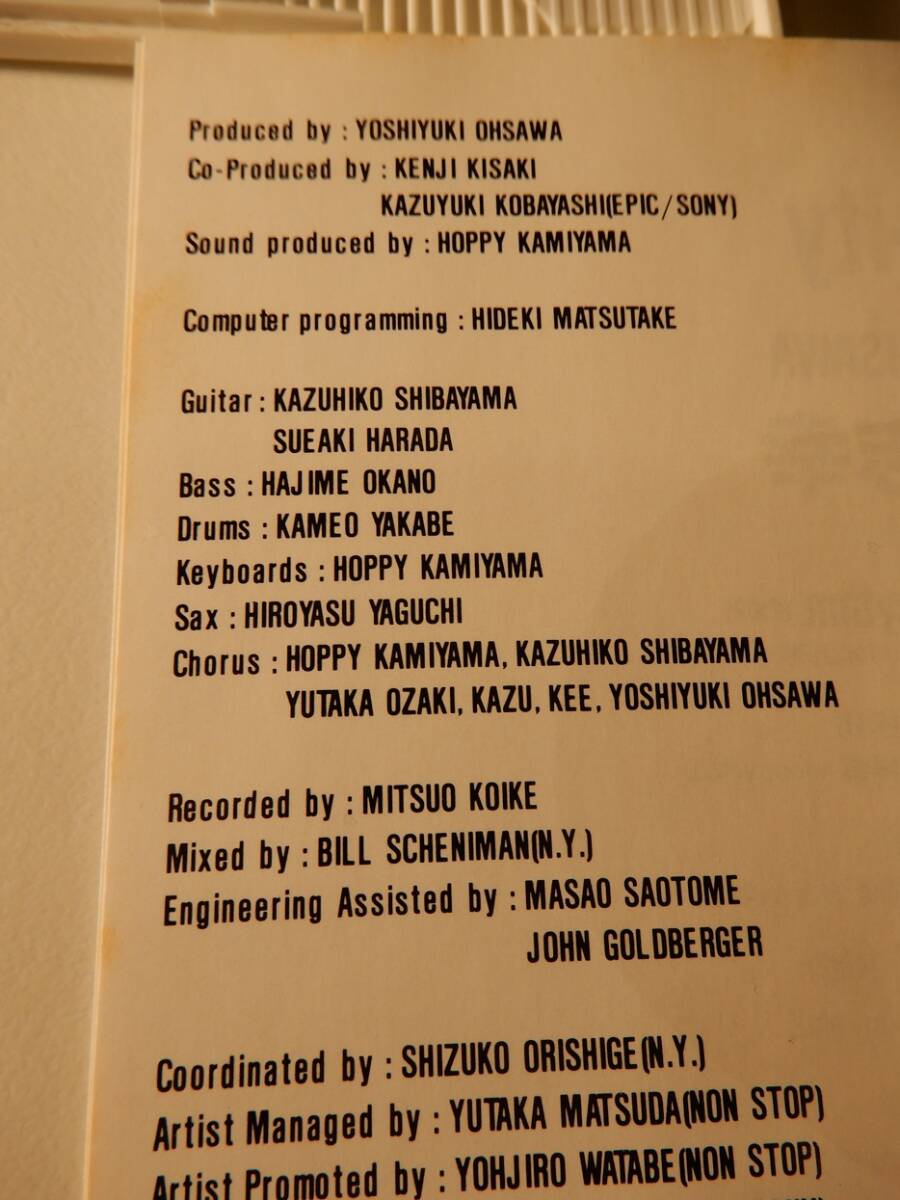 Produced by : YOSHIYUKI OHSAWA
Co-Produced by : KENJI KISAKI
KAZUYUKI KOBAYASHI(EPIC/SONY)
Sound produced by : HOPPY KAMIYAMA
Computer programming : HIDEKI MATSUTAKE
Guitar : KAZUHIKO SHIBAYAMA
SUEAKI HARADA
Bass : HAJIME OKANO
Drums : KAMEO YAKABE
Keyboards : HOPPY KAMIYAMA
Sax : HIROYASU YAGUCHI
Chorus : HOPPY KAMIYAMA, KAZUHIKO SHIBAYAMA
YUTAKA OZAKI, KAZU, KEE, YOSHIYUKI OHSAWA
Recorded by : MITSUO KOIKE
Mixed by : BILL SCHENIMAN(N.Y.)
Engineering Assisted by : MASAO SAOTOME
JOHN GOLDBERGER
Coordinated by : SHIZUKO ORISHIGE(N.Y.)
Artist Managed by : YUTAKA MATSUDA(NON STOP)
Artist Promoted by : YOHJIRO WATABE(NON STOP)